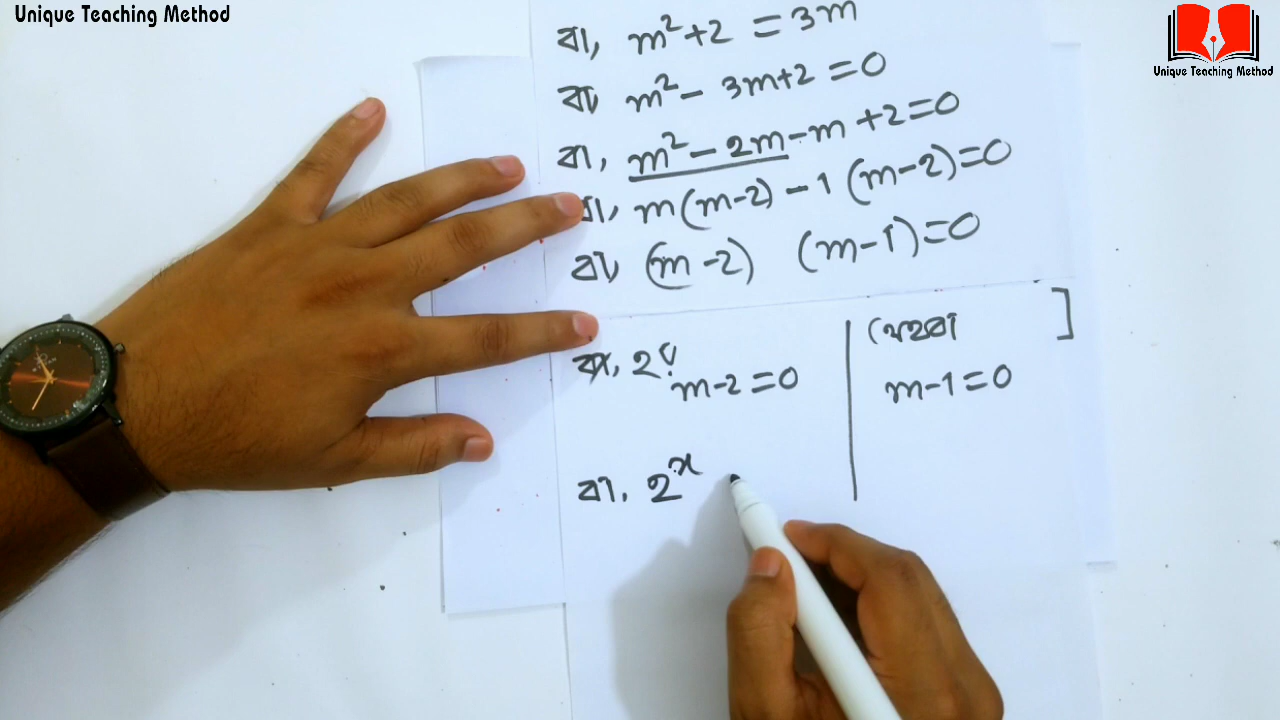 Unique Teaching Method
Unique Teaching Method
বা, m² + 2 = 3m
বা, m² - 3m + 2 = 0
বা, m² - 2m - m + 2 = 0
বা, m(m-2) - 1 (m-2) = 0
বা, (m-2) (m-1) = 0
অথবা ]
m-2 = 0
m-1 = 0
বা, 2ˣ